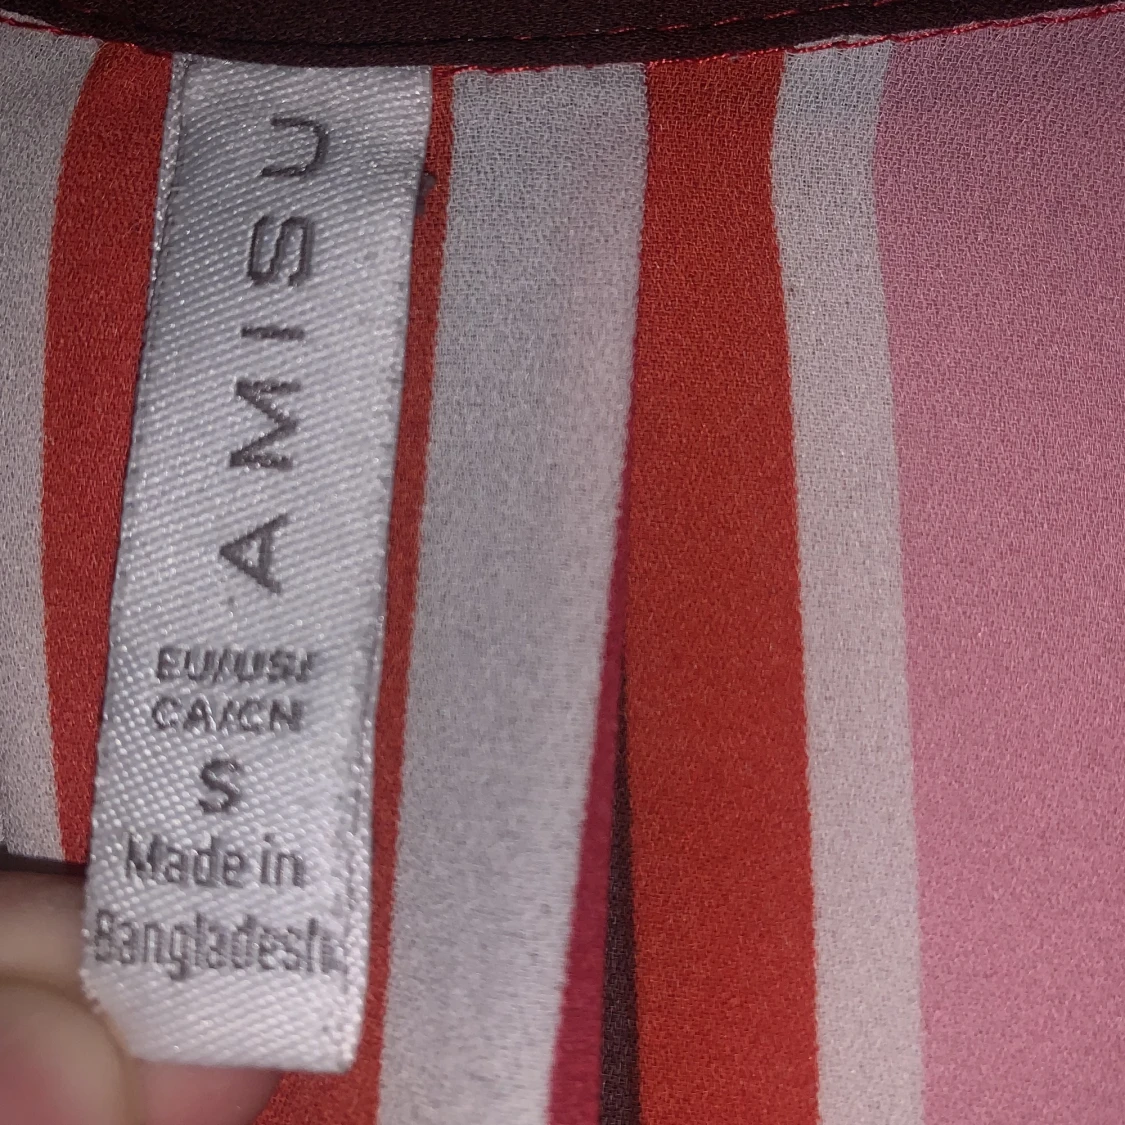 AMISU
EU/US/
CA/CN
S
Made in
Bangladesh